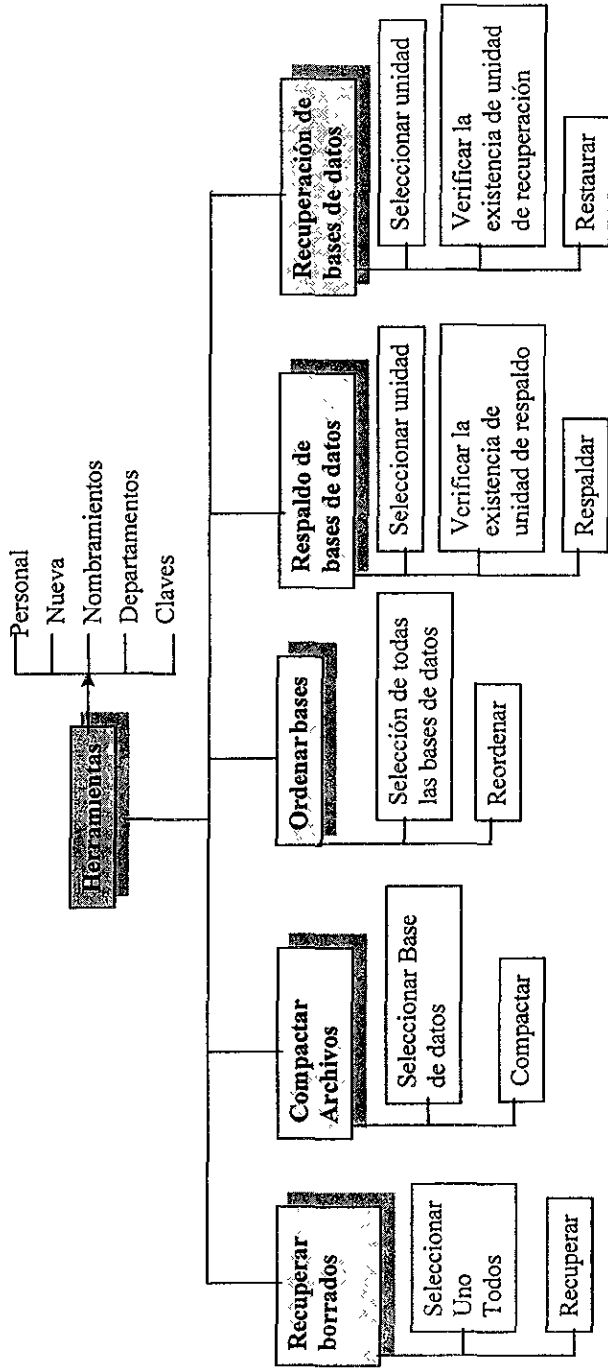 Herramientas
Personal
Nueva
Nombramientos
Departamentos
Claves
Recuperar
borrados
Seleccionar
Uno
Todos
Recuperar
Compactar
Archivos
Seleccionar Base
de datos
Compactar
Ordenar bases
Selección de todas
las bases de datos
Reordenar
Respaldo de
bases de datos
Seleccionar unidad
Verificar la
existencia de
unidad de respaldo
Respaldar
Recuperación de
bases de datos
Seleccionar unidad
Verificar la
existencia de unidad
de recuperación
Restaurar